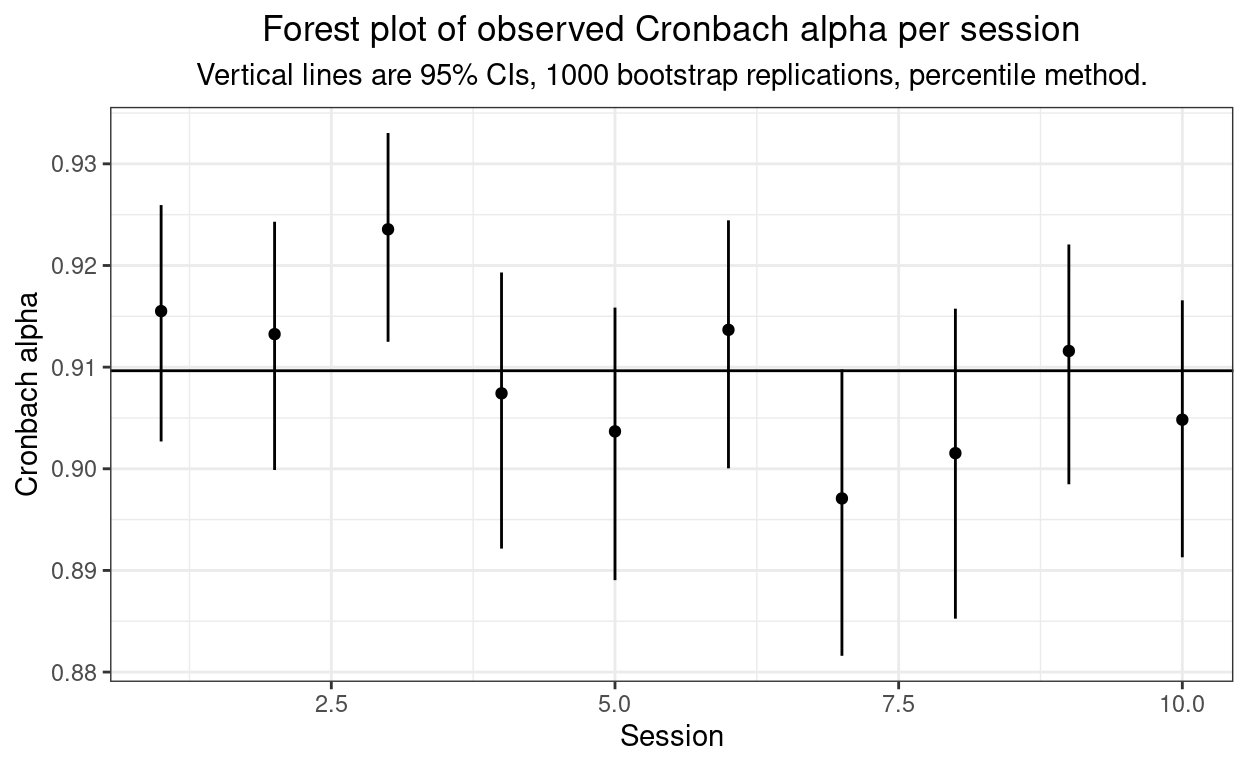 Forest plot of observed Cronbach alpha per session
Vertical lines are 95% CIs, 1000 bootstrap replications, percentile method.
Cronbach alpha
0.93
0.92
0.91
0.90
0.89
0.88
2.5 5.0 7.5 10.0
Session